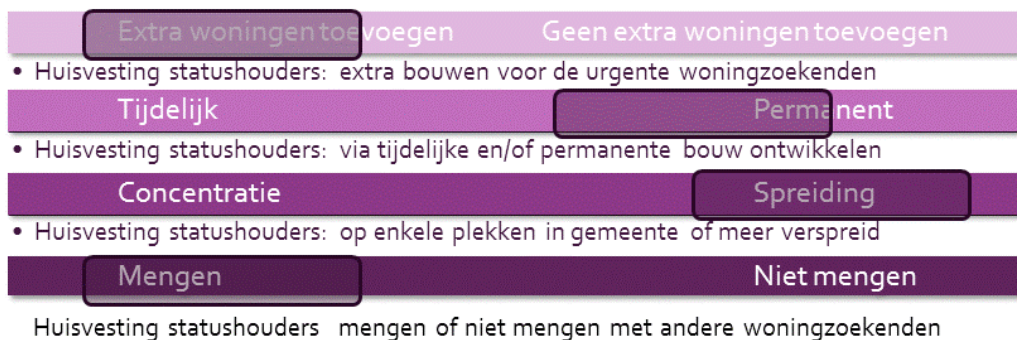 Extra woningen toevoegen Geen extra woningen toevoegen
• Huisvesting statushouders: extra bouwen voor de urgente woningzoekenden
Tijdelijk Permanent
• Huisvesting statushouders: via tijdelijke en/of permanente bouw ontwikkelen
Concentratie Spreiding
• Huisvesting statushouders: op enkele plekken in gemeente of meer verspreid
Mengen Niet mengen
Huisvesting statushouders mengen of niet mengen met andere woningzoekenden